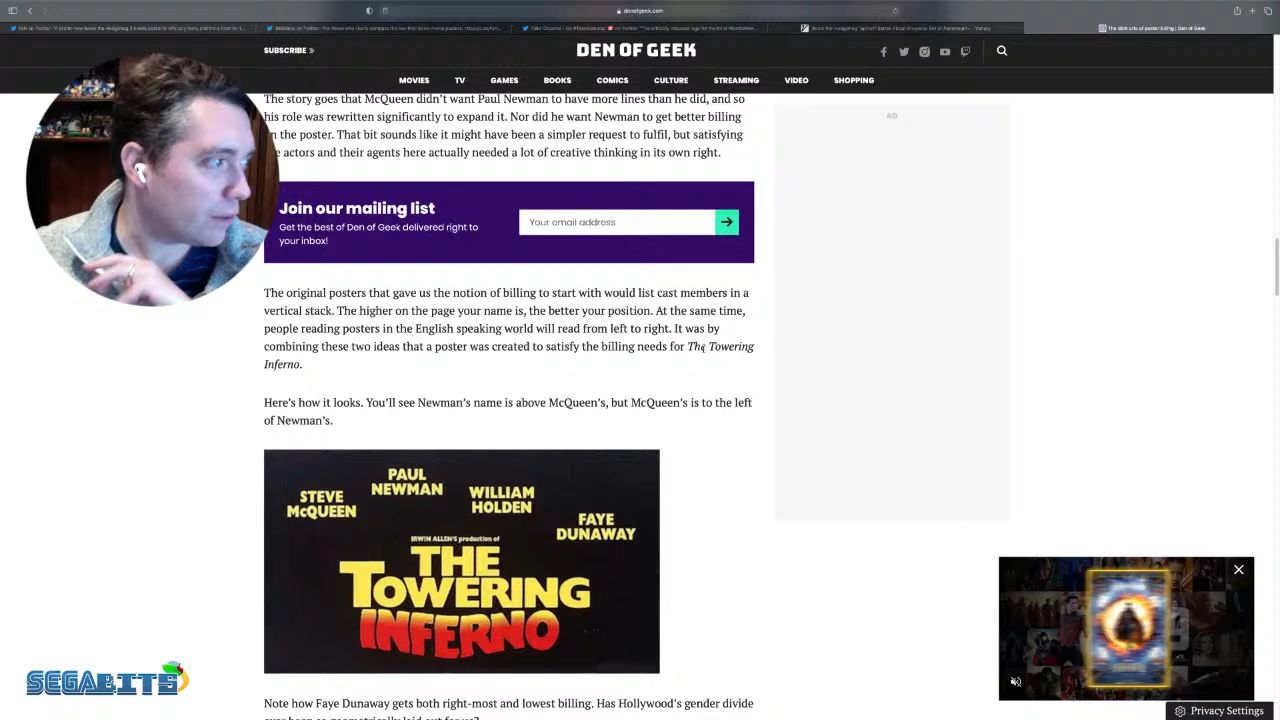 denofgeek.com
The dark arts of poster billing | Den of Geek
SUBSCRIBE »
DEN OF GEEK
MOVIES TV GAMES BOOKS COMICS CULTURE STREAMING VIDEO SHOPPING
The story goes that McQueen didn't want Paul Newman to have more lines than he did, and so
his role was rewritten significantly to expand it. Nor did he want Newman to get better billing
the poster. That bit sounds like it might have been a simpler request to fulfil, but satisfying
actors and their agents here actually needed a lot of creative thinking in its own right.
AD
Join our mailing list
Get the best of Den of Geek delivered right to
your inbox!
Your email address
The original posters that gave us the notion of billing to start with would list cast members in a
vertical stack. The higher on the page your name is, the better your position. At the same time,
people reading posters in the English speaking world will read from left to right. It was by
combining these two ideas that a poster was created to satisfy the billing needs for The Towering
Inferno.
Here's how it looks. You'll see Newman's name is above McQueen's, but McQueen's is to the left
of Newman's.
STEVE
McQUEEN
PAUL
NEWMAN
WILLIAM
HOLDEN
FAYE
DUNAWAY
IRWIN ALLEN'S production of
THE
TOWERING
INFERNO
Note how Faye Dunaway gets both right-most and lowest billing. Has Hollywood's gender divide
SEGABITS
Privacy Settings